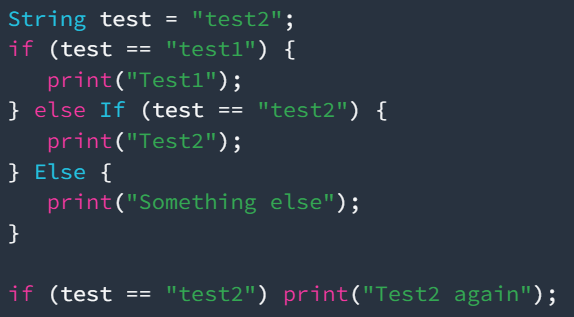 String test = "test2";
if (test == "test1") {
   print("Test1");
} else If (test == "test2") {
   print("Test2");
} Else {
   print("Something else");
}

if (test == "test2") print("Test2 again");